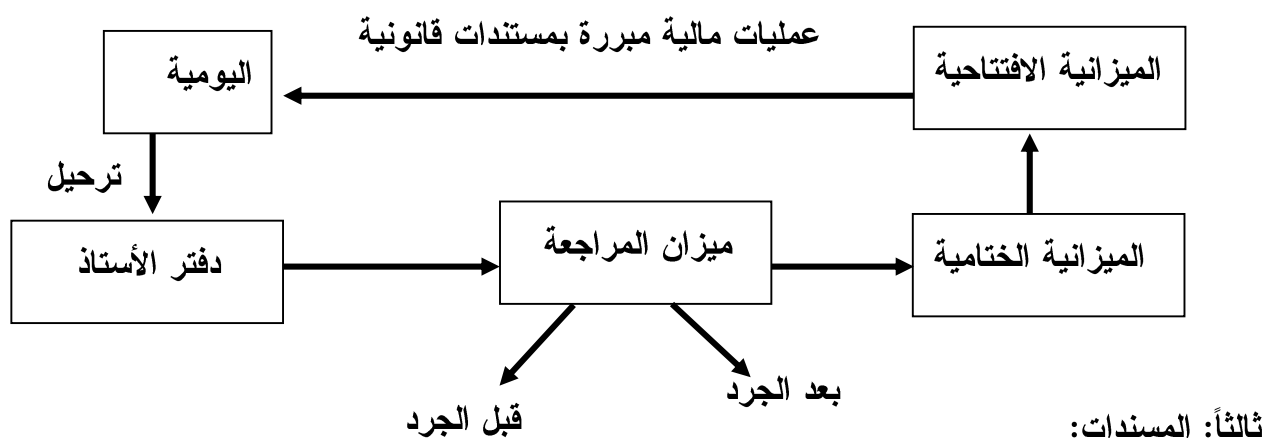 عمليات مالية مبررة بمستندات قانونية
الميزانية الافتتاحية
اليومية
ترحيل
دفتر الأستاذ
ميزان المراجعة
الميزانية الختامية
بعد الجرد
قبل الجرد
ثالثاً: المسندات: